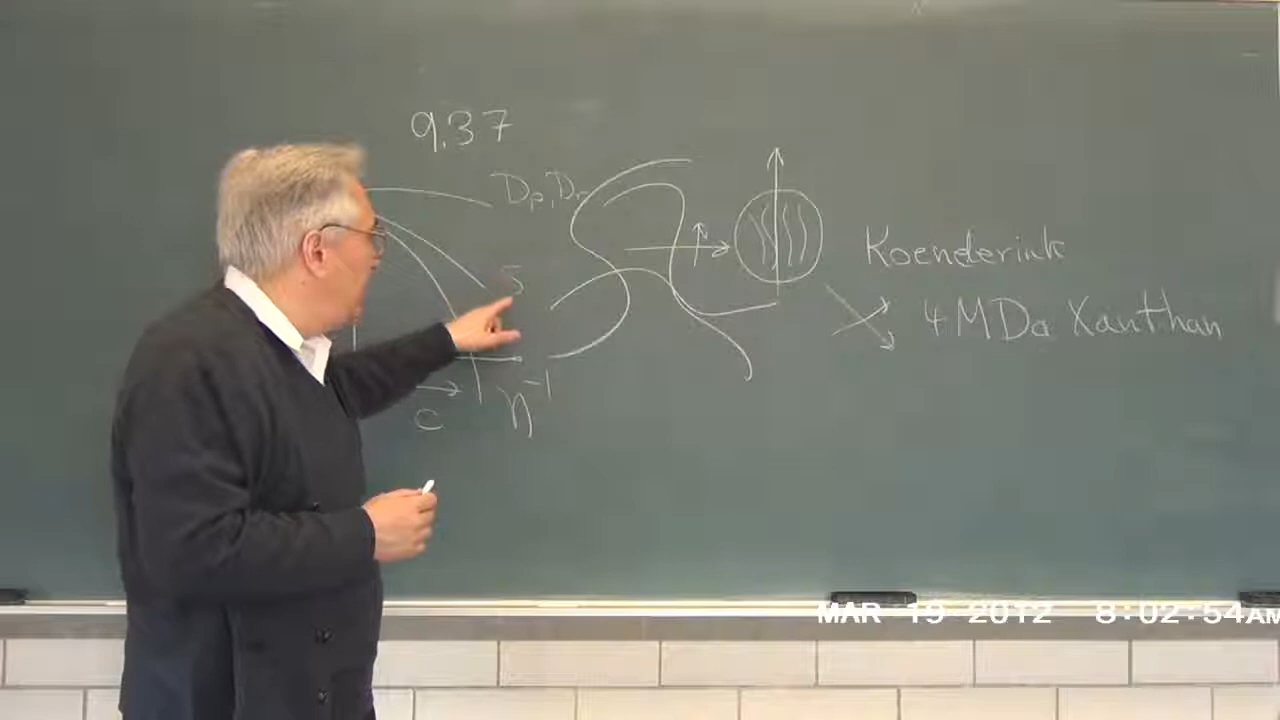 9.37
Dp, Dr
s
c
η⁻¹
Koenderink
4 MDa Xanthan
MAR 19 2012 8:02:54AM